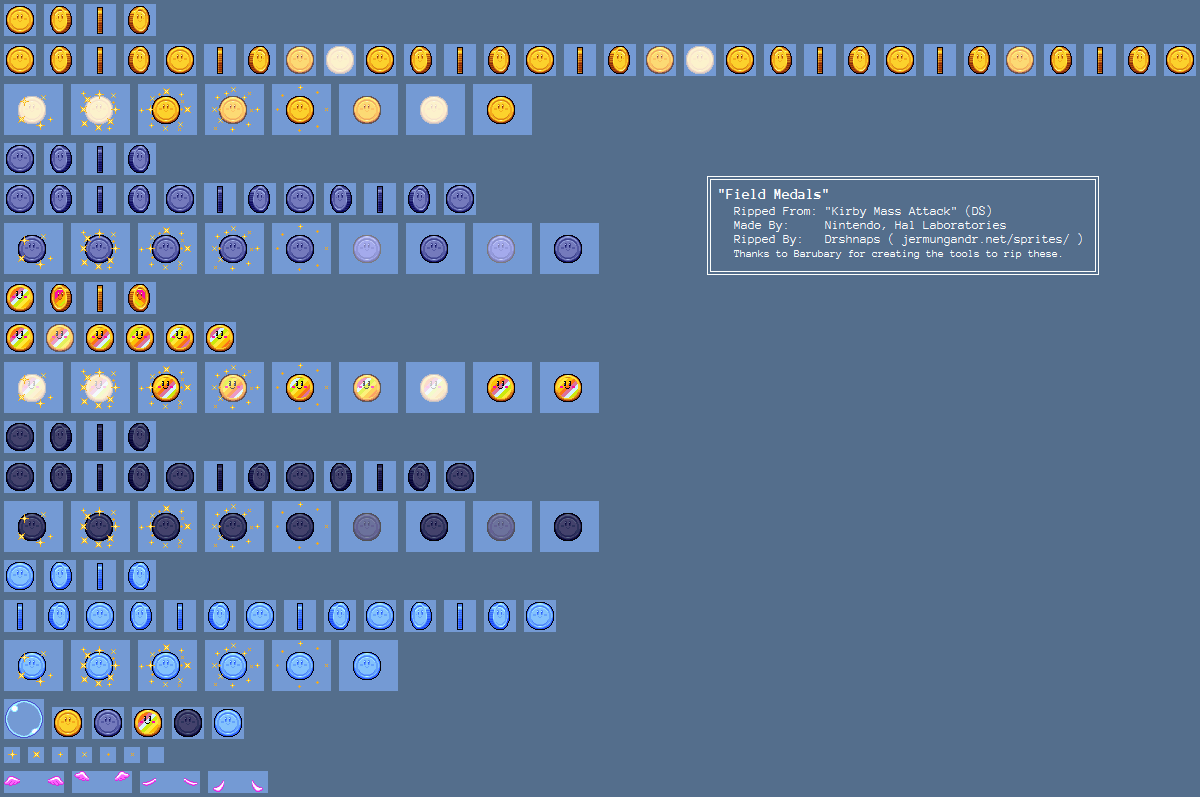 "Field Medals"
Ripped From: "Kirby Mass Attack" (DS)
Made By: Nintendo, Hal Laboratories
Ripped By: Drshnaps ( jermungandr.net/sprites/ )
Thanks to Barubary for creating the tools to rip these.